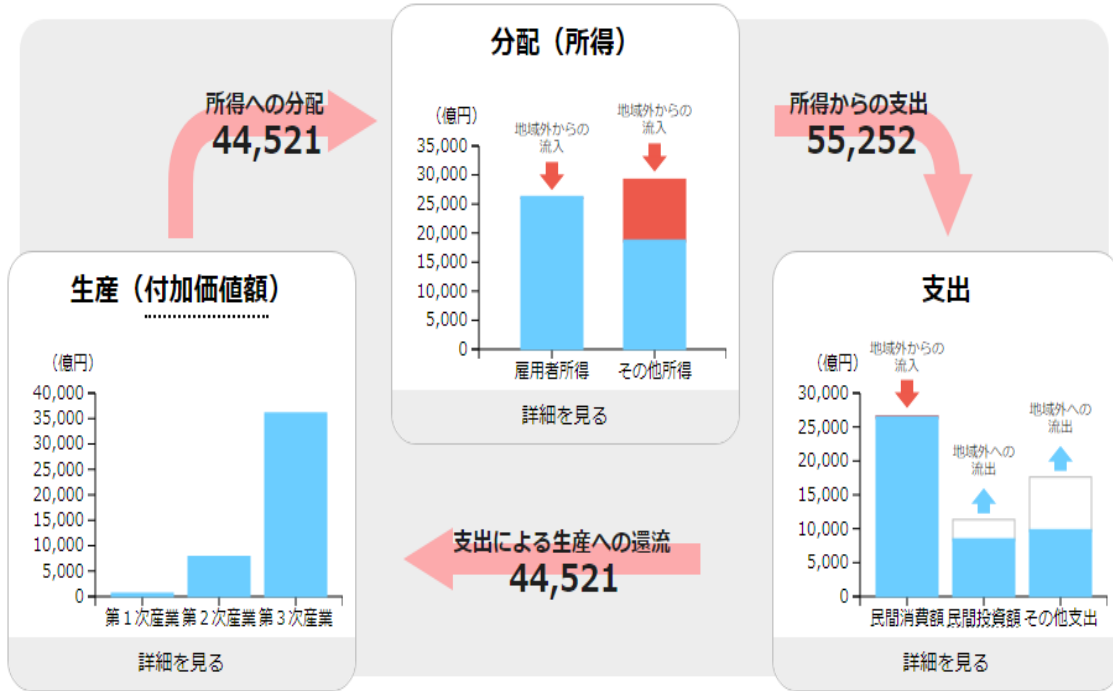 分配（所得）
（億円）
地域外からの
流入
地域外からの
流入
35,000
30,000
25,000
20,000
15,000
10,000
5,000
0
雇用者所得 その他所得
詳細を見る
所得への分配
44,521
所得からの支出
55,252
生産（付加価値額）
（億円）
40,000
35,000
30,000
25,000
20,000
15,000
10,000
5,000
0
第１次産業 第２次産業 第３次産業
詳細を見る
支出
（億円）
地域外からの
流入
地域外への
流出
地域外への
流出
30,000
25,000
20,000
15,000
10,000
5,000
0
民間消費額 民間投資額 その他支出
詳細を見る
支出による生産への還流
44,521